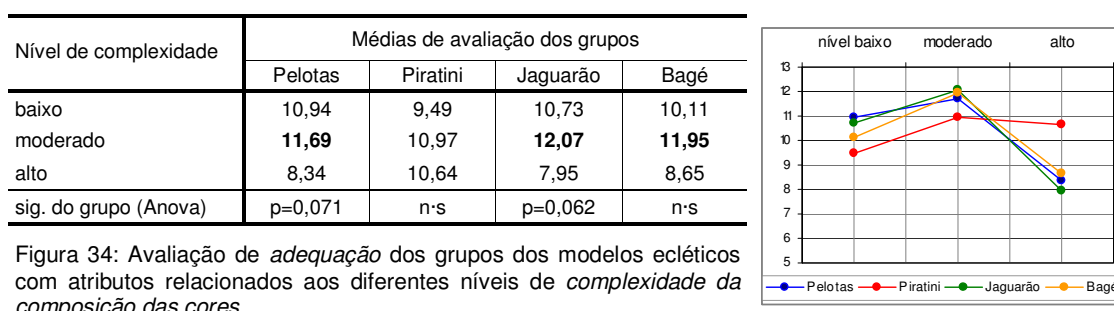 Nível de complexidade Médias de avaliação dos grupos
Pelotas Piratini Jaguarão Bagé
baixo 10,94 9,49 10,73 10,11
moderado 11,69 10,97 12,07 11,95
alto 8,34 10,64 7,95 8,65
sig. do grupo (Anova) p=0,071 n·s p=0,062 n·s
Figura 34: Avaliação de adequação dos grupos dos modelos ecléticos
com atributos relacionados aos diferentes níveis de complexidade da
composição das cores
nível baixo moderado alto
13
12
11
10
9
8
7
6
5
Pelotas Piratini Jaguarão Bagé